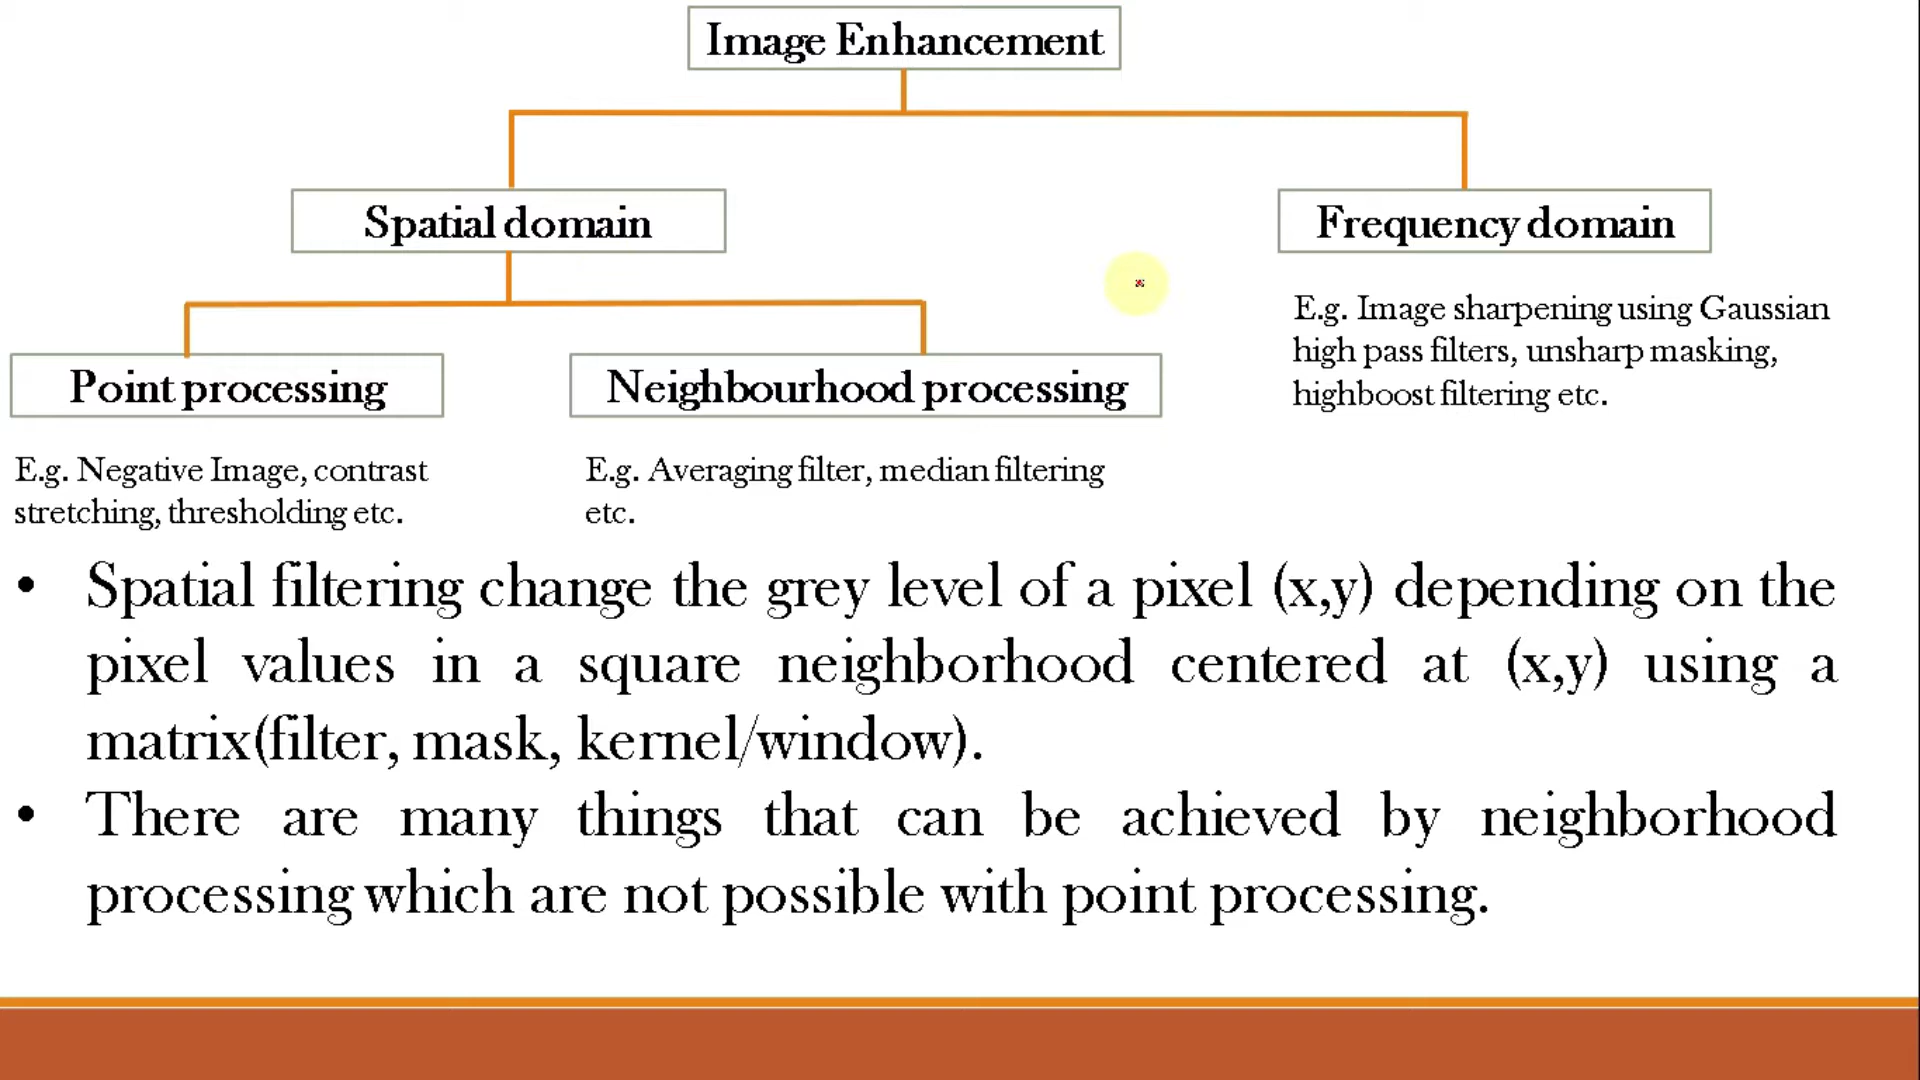 Image Enhancement
Spatial domain
Frequency domain
E.g. Image sharpening using Gaussian
high pass filters, unsharp masking,
highboost filtering etc.
Point processing
Neighbourhood processing
E.g. Negative Image, contrast
stretching, thresholding etc.
E.g. Averaging filter, median filtering
etc.
• Spatial filtering change the grey level of a pixel (x,y) depending on the
pixel values in a square neighborhood centered at (x,y) using a
matrix(filter, mask, kernel/window).
• There are many things that can be achieved by neighborhood
processing which are not possible with point processing.